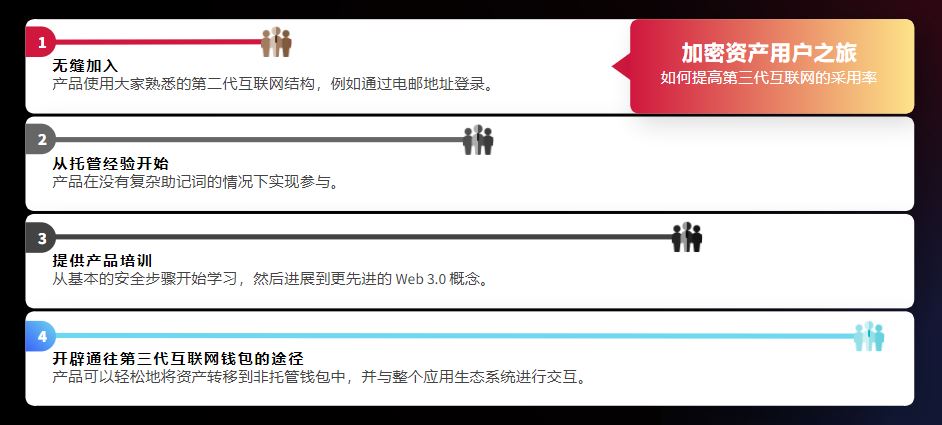 加密资产用户之旅
如何提高第三代互联网的采用率
1
无缝加入
产品使用大家熟悉的第二代互联网结构，例如通过电邮地址登录。
2
从托管经验开始
产品在没有复杂助记词的情况下实现参与。
3
提供产品培训
从基本的安全步骤开始学习，然后进展到更先进的 Web 3.0 概念。
4
开辟通往第三代互联网钱包的途径
产品可以轻松地将资产转移到非托管钱包中，并与整个应用生态系统进行交互。